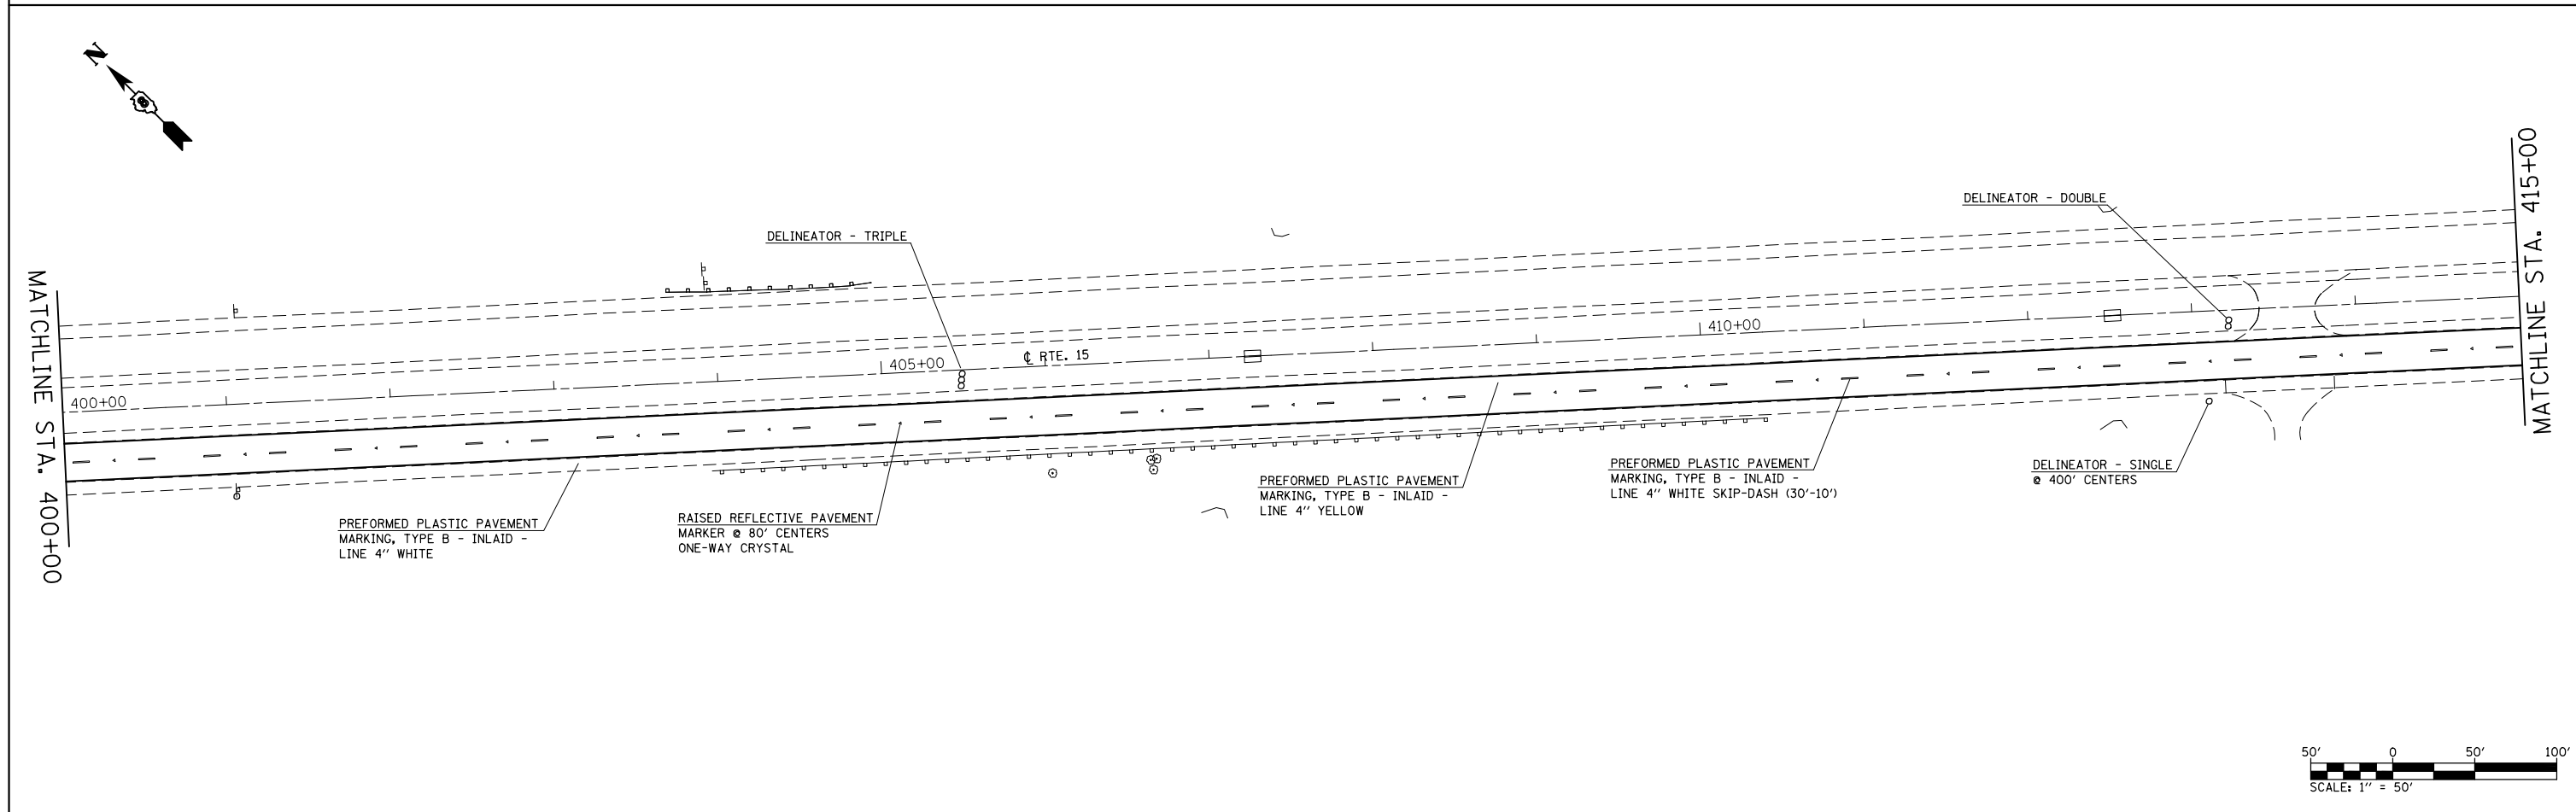 N
8
DELINEATOR - DOUBLE
MATCHLINE STA. 415+00
DELINEATOR - TRIPLE
MATCHLINE STA. 400+00
410+00
℄ RTE. 15
405+00
400+00
DELINEATOR - SINGLE
@ 400' CENTERS
PREFORMED PLASTIC PAVEMENT
MARKING, TYPE B - INLAID -
LINE 4'' WHITE SKIP-DASH (30'-10')
PREFORMED PLASTIC PAVEMENT
MARKING, TYPE B - INLAID -
LINE 4'' YELLOW
RAISED REFLECTIVE PAVEMENT
MARKER @ 80' CENTERS
ONE-WAY CRYSTAL
PREFORMED PLASTIC PAVEMENT
MARKING, TYPE B - INLAID -
LINE 4'' WHITE
50' 0 50' 100'
SCALE: 1'' = 50'